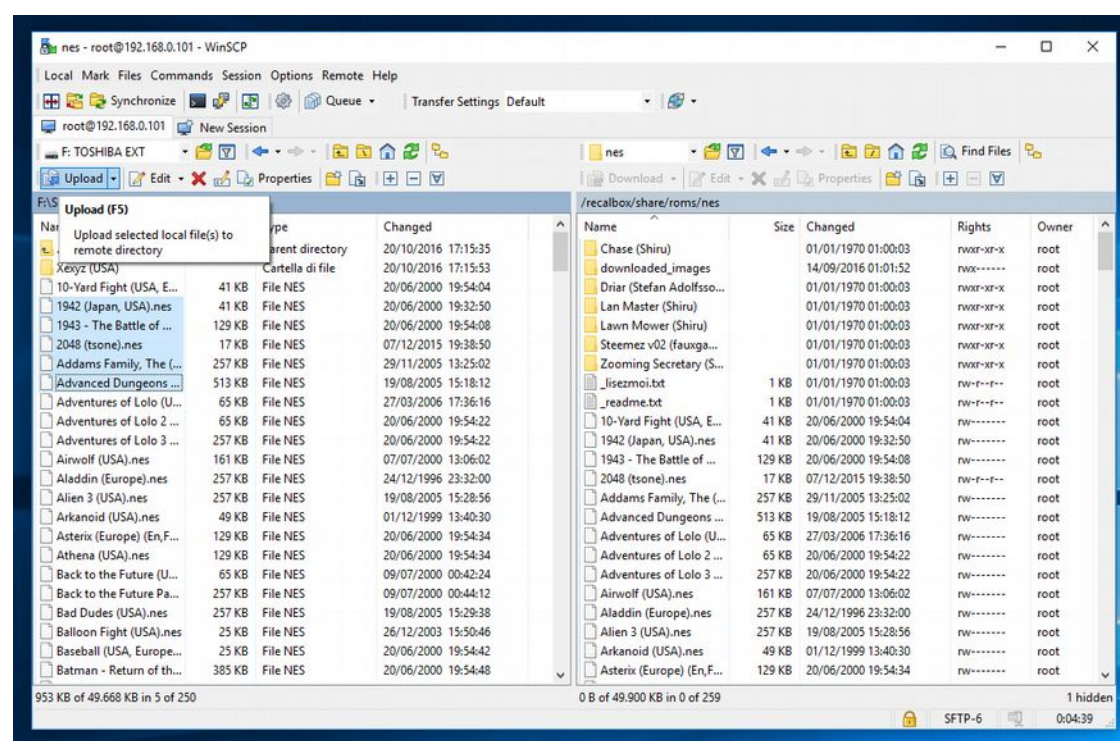 nes - root@192.168.0.101 - WinSCP
Local Mark Files Commands Session Options Remote Help
Synchronize Queue Transfer Settings Default
root@192.168.0.101 New Session
F: TOSHIBA EXT nes Find Files
Upload Edit Properties Download Edit Properties
F:\S /recalbox/share/roms/nes
Upload (F5)
Upload selected local file(s) to
remote directory
Changed Name Size Changed Rights Owner
arent directory 20/10/2016 17:15:35 Chase (Shiru) 01/01/1970 01:00:03 rwxr-xr-x root
Xexyz (USA) Cartella di file 20/10/2016 17:15:53 downloaded_images 14/09/2016 01:01:52 rwx------ root
10-Yard Fight (USA, E... 41 KB File NES 20/06/2000 19:54:04 Driar (Stefan Adolfsso... 01/01/1970 01:00:03 rwxr-xr-x root
1942 (Japan, USA).nes 41 KB File NES 20/06/2000 19:32:50 Lan Master (Shiru) 01/01/1970 01:00:03 rwxr-xr-x root
1943 - The Battle of ... 129 KB File NES 20/06/2000 19:54:08 Lawn Mower (Shiru) 01/01/1970 01:00:03 rwxr-xr-x root
2048 (tsone).nes 17 KB File NES 07/12/2015 19:38:50 Steemez v02 (fauxga... 01/01/1970 01:00:03 rwxr-xr-x root
Addams Family, The (... 257 KB File NES 29/11/2005 13:25:02 Zooming Secretary (S... 01/01/1970 01:00:03 rwxr-xr-x root
Advanced Dungeons ... 513 KB File NES 19/08/2005 15:18:12 _lisezmoi.txt 1 KB 01/01/1970 01:00:03 rw-r--r-- root
Adventures of Lolo (U... 65 KB File NES 27/03/2006 17:36:16 _readme.txt 1 KB 01/01/1970 01:00:03 rw-r--r-- root
Adventures of Lolo 2 ... 65 KB File NES 20/06/2000 19:54:22 10-Yard Fight (USA, E... 41 KB 20/06/2000 19:54:04 rw------- root
Adventures of Lolo 3 ... 257 KB File NES 20/06/2000 19:54:22 1942 (Japan, USA).nes 41 KB 20/06/2000 19:32:50 rw------- root
Airwolf (USA).nes 161 KB File NES 07/07/2000 13:06:02 1943 - The Battle of ... 129 KB 20/06/2000 19:54:08 rw------- root
Aladdin (Europe).nes 257 KB File NES 24/12/1996 23:32:00 2048 (tsone).nes 17 KB 07/12/2015 19:38:50 rw-r--r-- root
Alien 3 (USA).nes 257 KB File NES 19/08/2005 15:28:56 Addams Family, The (... 257 KB 29/11/2005 13:25:02 rw------- root
Arkanoid (USA).nes 49 KB File NES 01/12/1999 13:40:30 Advanced Dungeons ... 513 KB 19/08/2005 15:18:12 rw------- root
Asterix (Europe) (En,F... 129 KB File NES 20/06/2000 19:54:34 Adventures of Lolo (U... 65 KB 27/03/2006 17:36:16 rw------- root
Athena (USA).nes 129 KB File NES 20/06/2000 19:54:34 Adventures of Lolo 2 ... 65 KB 20/06/2000 19:54:22 rw------- root
Back to the Future (U... 65 KB File NES 09/07/2000 00:42:24 Adventures of Lolo 3 ... 257 KB 20/06/2000 19:54:22 rw------- root
Back to the Future Pa... 257 KB File NES 09/07/2000 00:44:12 Airwolf (USA).nes 161 KB 07/07/2000 13:06:02 rw------- root
Bad Dudes (USA).nes 257 KB File NES 19/08/2005 15:29:38 Aladdin (Europe).nes 257 KB 24/12/1996 23:32:00 rw------- root
Balloon Fight (USA).nes 25 KB File NES 26/12/2003 15:50:46 Alien 3 (USA).nes 257 KB 19/08/2005 15:28:56 rw------- root
Baseball (USA, Europe... 25 KB File NES 20/06/2000 19:54:42 Arkanoid (USA).nes 49 KB 01/12/1999 13:40:30 rw------- root
Batman - Return of th... 385 KB File NES 20/06/2000 19:54:48 Asterix (Europe) (En,F... 129 KB 20/06/2000 19:54:34 rw------- root
953 KB of 49.668 KB in 5 of 250 0 B of 49.900 KB in 0 of 259 1 hidden
SFTP-6 0:04:39